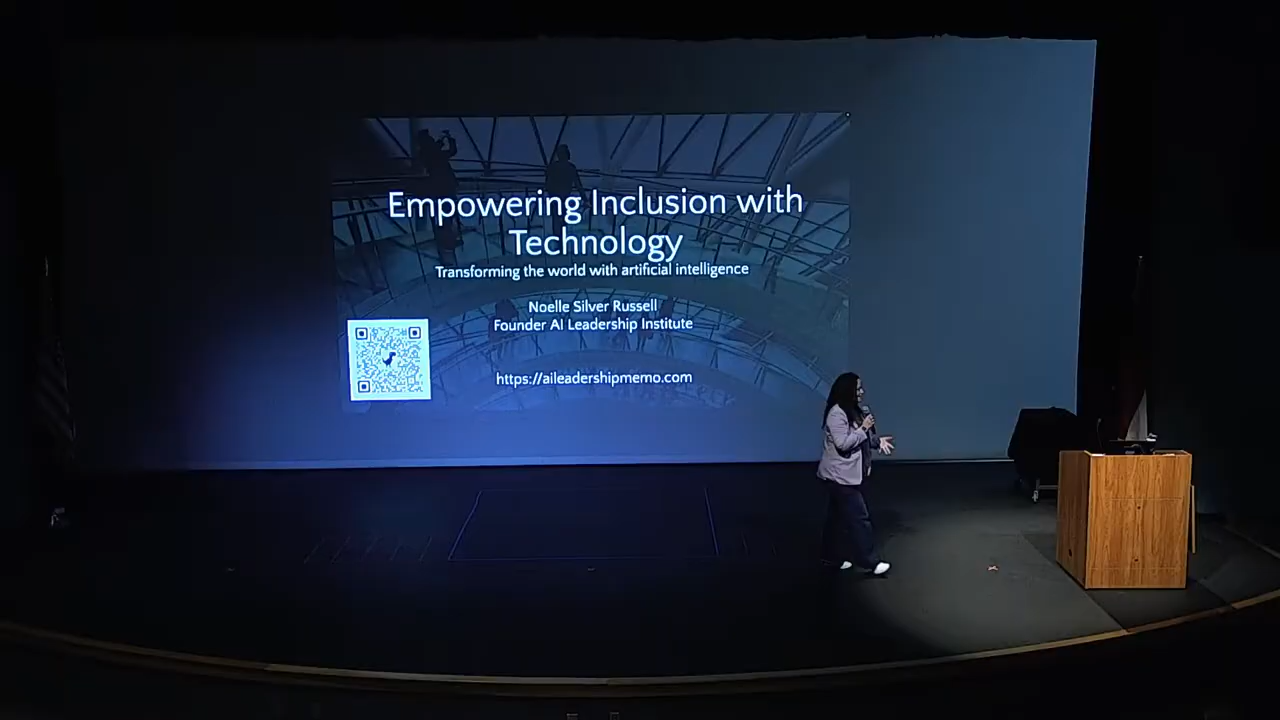 Empowering Inclusion with
Technology
Transforming the world with artificial intelligence
Noelle Silver Russell
Founder AI Leadership Institute
https://aileadershipmemo.com